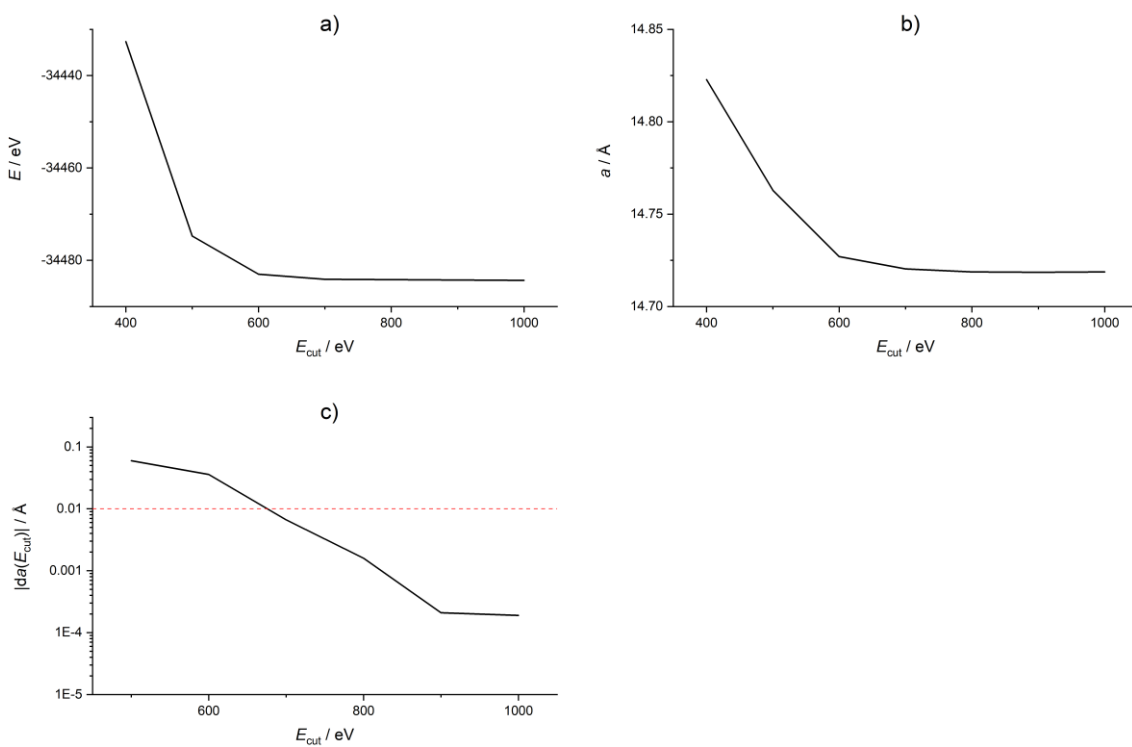 a)
-34440
-34460
-34480
E / eV
400
600
800
1000
E_cut / eV
b)
14.85
14.80
14.75
14.70
a / Å
400
600
800
1000
E_cut / eV
c)
0.1
0.01
0.001
1E-4
1E-5
|da(E_cut)| / Å
600
800
1000
E_cut / eV